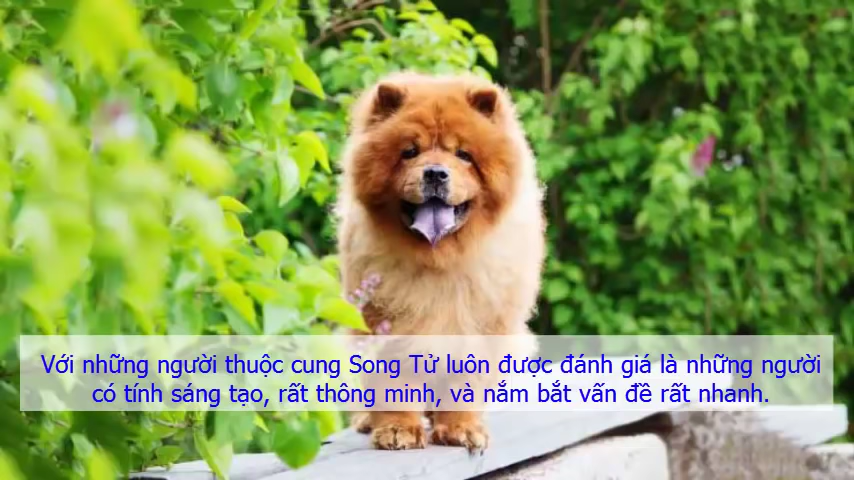 Với những người thuộc cung Song Tử luôn được đánh giá là những người
có tính sáng tạo, rất thông minh, và nắm bắt vấn đề rất nhanh.